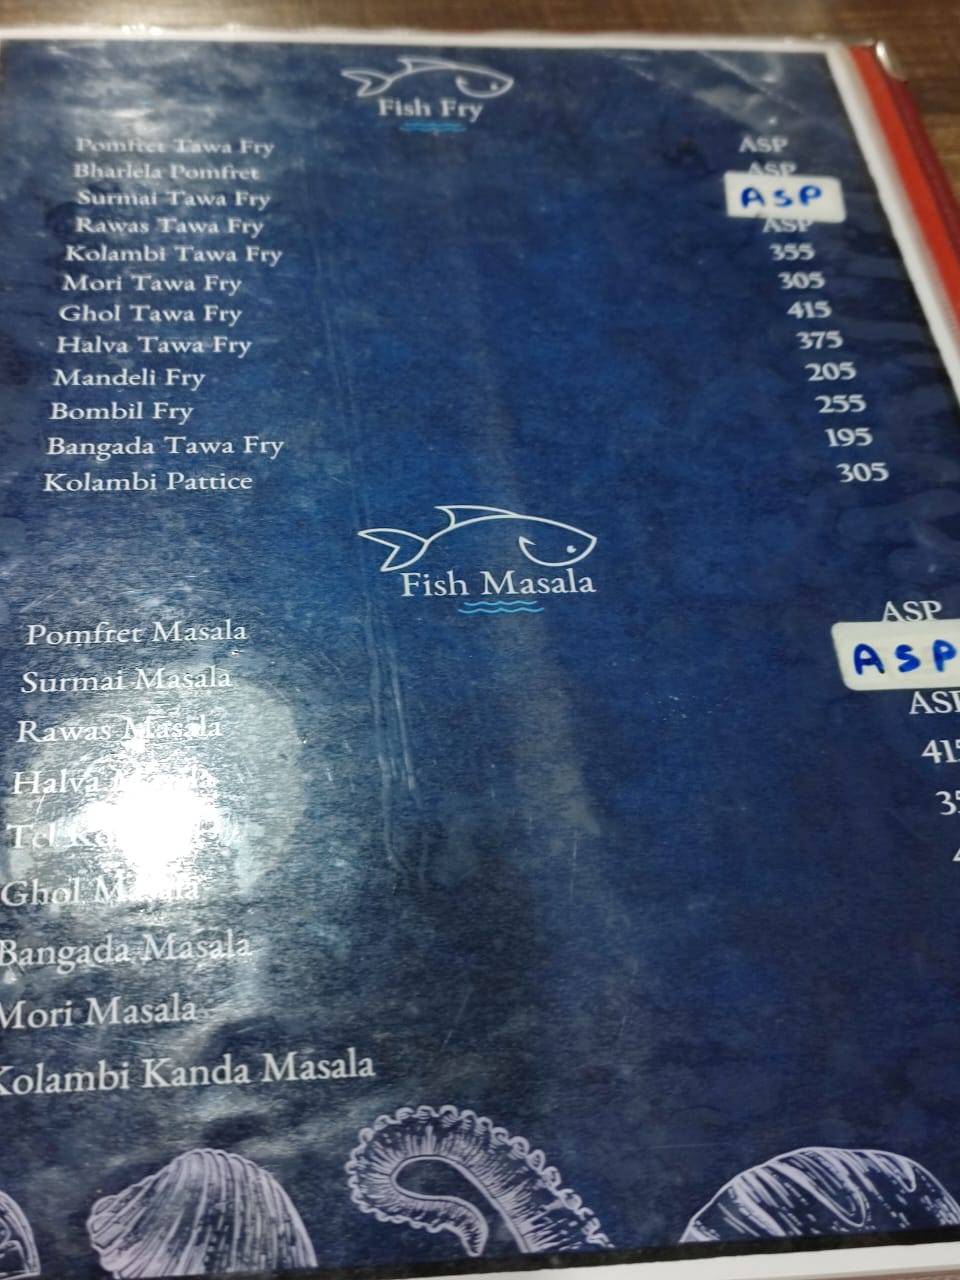 Fish Fry
Pomfret Tawa Fry ASP
Bharlela Pomfret ASP
Surmai Tawa Fry ASP
Rawas Tawa Fry ASP
Kolambi Tawa Fry 355
Mori Tawa Fry 305
Ghol Tawa Fry 415
Halva Tawa Fry 375
Mandeli Fry 205
Bombil Fry 255
Bangada Tawa Fry 195
Kolambi Pattice 305
Fish Masala
Pomfret Masala ASP
Surmai Masala ASP
Rawas Masala ASP
Halva Masala
Ghol Masala
Bangada Masala
Mori Masala
Kolambi Kanda Masala